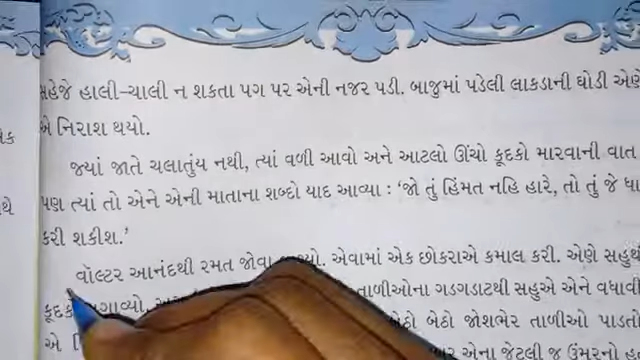 સહેજે હાલી-ચાલી ન શકતા પગ પર એની નજર પડી. બાજુમાં પડેલી લાકડાની ઘોડી એણે
એ નિરાશ થયો.
જ્યાં જાતે ચલાતુંય નથી, ત્યાં વળી આવો અને આટલો ઊંચો કૂદકો મારવાની વાત
પણ ત્યાં તો એને એની માતાના શબ્દો યાદ આવ્યા : ‘જો તું હિંમત નહિ હારે, તો તું જે ધા
કરી શકીશ.’
વૉલ્ટર આનંદથી રમત જોવા એવામાં એક છોકરાએ કમાલ કરી. એણે સહુથી
તાળીઓના ગડગડાટથી સહુએ એને વધાવી
બેઠો બેઠો જોશભેર તાળીઓ પાડતો
એ એના જેટલી જ ઉંમરનો